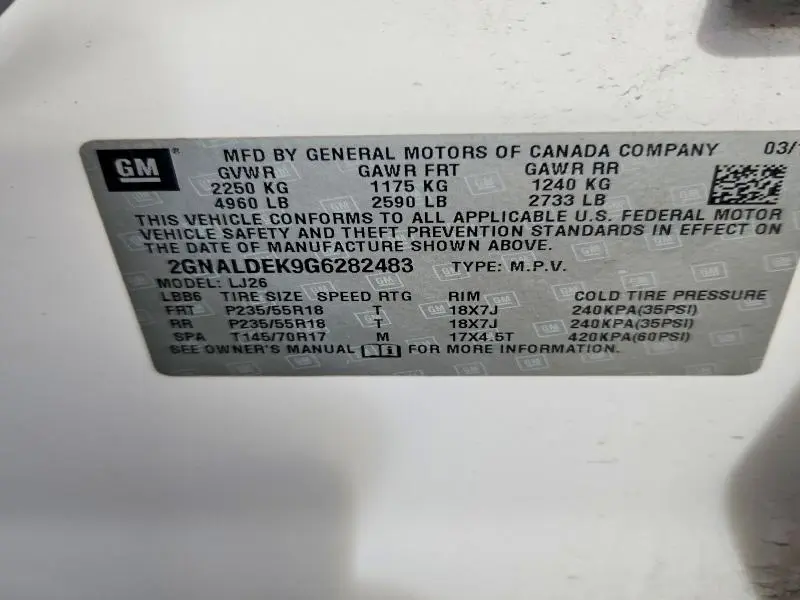 GM MFD BY GENERAL MOTORS OF CANADA COMPANY 03/1
GVWR GAWR FRT GAWR RR
2250 KG 1175 KG 1240 KG
4960 LB 2590 LB 2733 LB
THIS VEHICLE CONFORMS TO ALL APPLICABLE U.S. FEDERAL MOTOR
VEHICLE SAFETY AND THEFT PREVENTION STANDARDS IN EFFECT ON
THE DATE OF MANUFACTURE SHOWN ABOVE.
2GNALDEK9G6282483 TYPE: M.P.V.
MODEL: LJ26
LBB6 TIRE SIZE SPEED RTG RIM COLD TIRE PRESSURE
FRT P235/55R18 T 18X7J 240KPA(35PSI)
RR P235/55R18 T 18X7J 240KPA(35PSI)
SPA T145/70R17 M 17X4.5T 420KPA(60PSI)
SEE OWNER'S MANUAL FOR MORE INFORMATION.